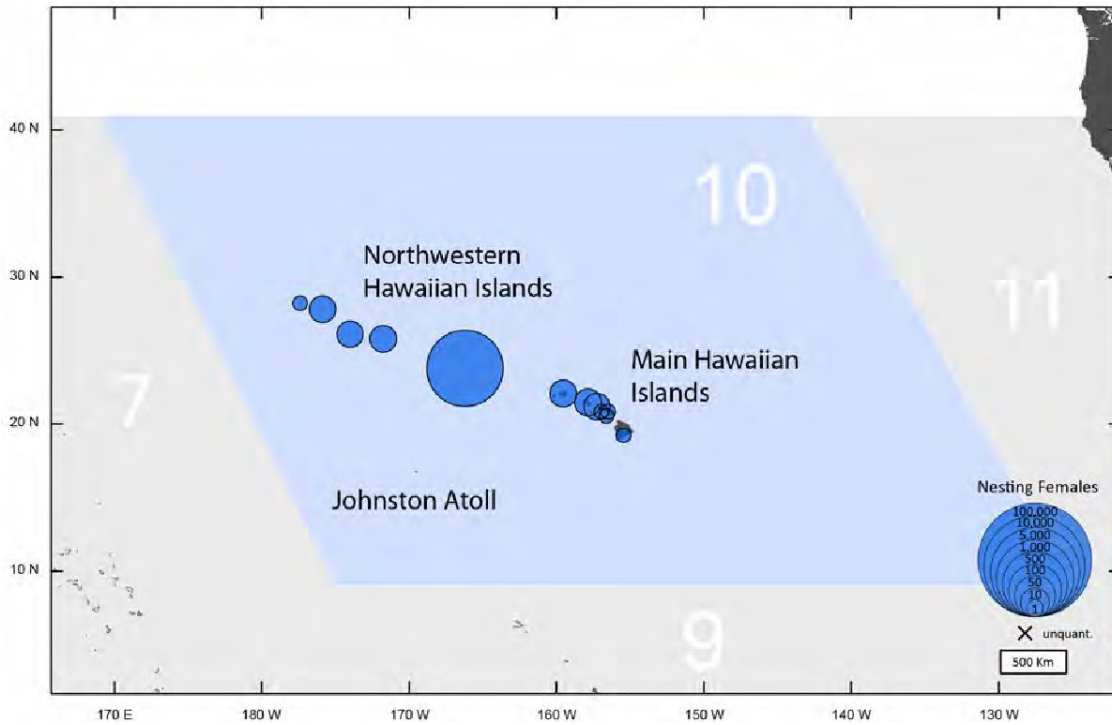 40 N
30 N
20 N
10 N
170 E
180 W
170 W
160 W
150 W
140 W
130 W
10
11
7
9
Northwestern
Hawaiian Islands
Main Hawaiian
Islands
Johnston Atoll
Nesting Females
100,000
10,000
5,000
1,000
500
100
50
10
1
unquant.
500 Km